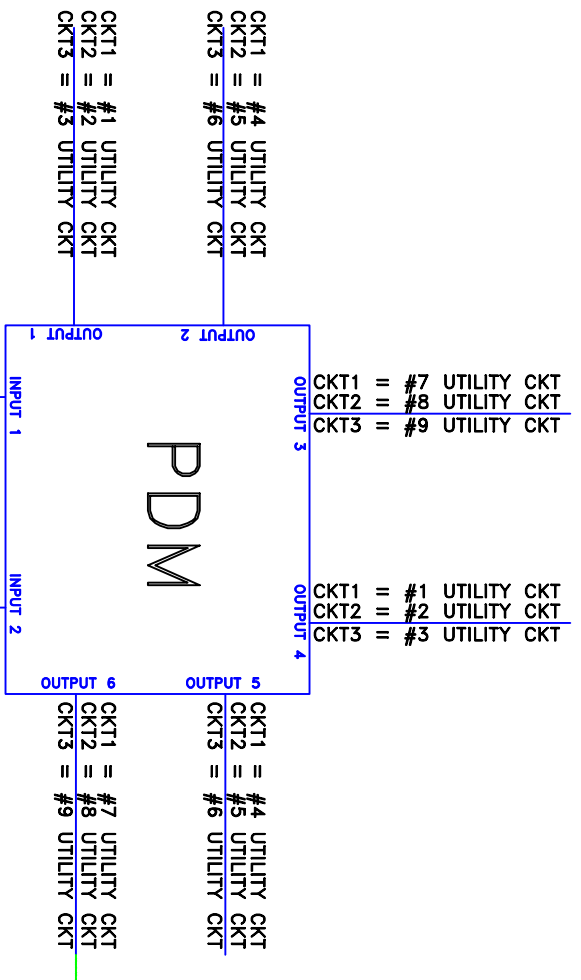 CKT1 = #1 UTILITY CKT
CKT2 = #2 UTILITY CKT
CKT3 = #3 UTILITY CKT
CKT1 = #4 UTILITY CKT
CKT2 = #5 UTILITY CKT
CKT3 = #6 UTILITY CKT
OUTPUT 1
OUTPUT 2
CKT1 = #7 UTILITY CKT
CKT2 = #8 UTILITY CKT
CKT3 = #9 UTILITY CKT
OUTPUT 3
INPUT 1
PDM
CKT1 = #1 UTILITY CKT
CKT2 = #2 UTILITY CKT
CKT3 = #3 UTILITY CKT
OUTPUT 4
INPUT 2
OUTPUT 6
OUTPUT 5
CKT1 = #7 UTILITY CKT
CKT2 = #8 UTILITY CKT
CKT3 = #9 UTILITY CKT
CKT1 = #4 UTILITY CKT
CKT2 = #5 UTILITY CKT
CKT3 = #6 UTILITY CKT